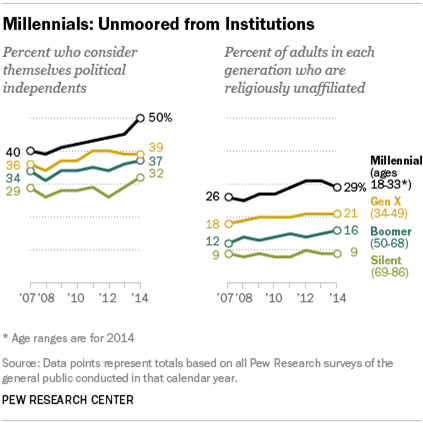 Millennials: Unmoored from Institutions
Percent who consider
themselves political
independents
50%
40
36
34
29
39
37
32
'07 '08 '10 '12 '14
Percent of adults in each
generation who are
religiously unaffiliated
26
18
12
9
29%
21
16
9
Millennial
(ages
18-33*)
Gen X
(34-49)
Boomer
(50-68)
Silent
(69-86)
'07 '08 '10 '12 '14
* Age ranges are for 2014
Source: Data points represent totals based on all Pew Research surveys of the
general public conducted in that calendar year.
PEW RESEARCH CENTER